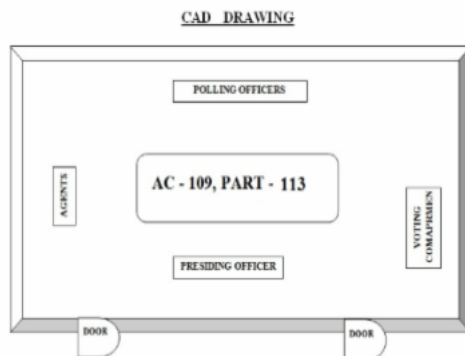 CAD DRAWING
POLLING OFFICERS
AGENTS
AC - 109, PART - 113
VOTING
COMAPRMEN
PRESIDING OFFICER
DOOR
DOOR